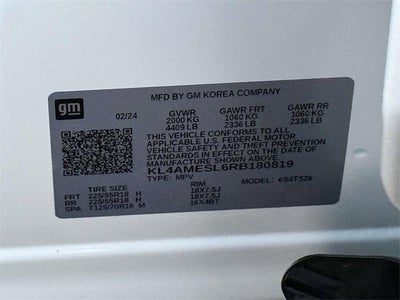 gm
MFD BY GM KOREA COMPANY
02/24 GVWR GAWR FRT GAWR RR
2000 KG 1060 KG 1060 KG
4409 LB 2336 LB 2336 LB
THIS VEHICLE CONFORMS TO ALL
APPLICABLE U.S. FEDERAL MOTOR
VEHICLE SAFETY AND THEFT PREVENTION
STANDARDS IN EFFECT ON THE DATE OF
MANUFACTURE SHOWN ABOVE.
KL4AMESL6RB180819
TYPE: MPV MODEL: 694TS26
TIRE SIZE RIM
FRT 225/55R18 H 18X7.5J
RR 225/55R18 H 18X7.5J
SPA T125/70R16 M 16X4BT